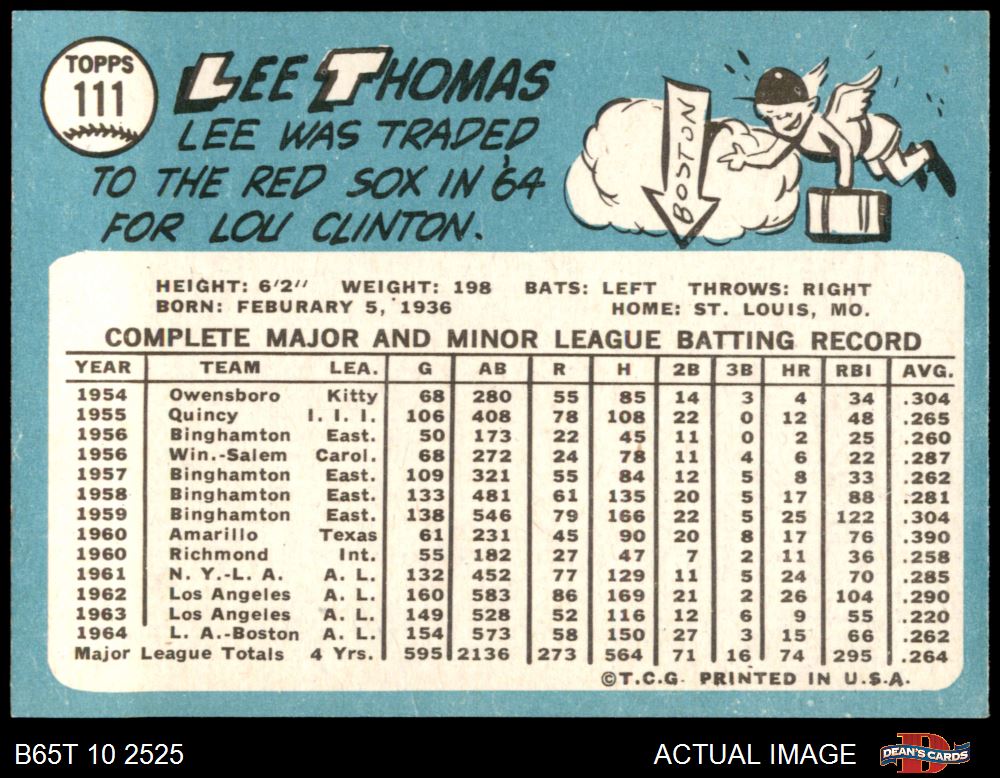 TOPPS
111
LEE THOMAS
LEE WAS TRADED
TO THE RED SOX IN '64
FOR LOU CLINTON.
BOSTON
HEIGHT: 6'2" WEIGHT: 198 BATS: LEFT THROWS: RIGHT
BORN: FEBURARY 5, 1936 HOME: ST. LOUIS, MO.
COMPLETE MAJOR AND MINOR LEAGUE BATTING RECORD
YEAR TEAM LEA. G AB R H 2B 3B HR RBI AVG.
1954 Owensboro Kitty 68 280 55 85 14 3 4 34 .304
1955 Quincy I. I. I. 106 408 78 108 22 0 12 48 .265
1956 Binghamton East. 50 173 22 45 11 0 2 25 .260
1956 Win.-Salem Carol. 68 272 24 78 11 4 6 22 .287
1957 Binghamton East. 109 321 55 84 12 5 8 33 .262
1958 Binghamton East. 133 481 61 135 20 5 17 88 .281
1959 Binghamton East. 138 546 79 166 22 5 25 122 .304
1960 Amarillo Texas 61 231 45 90 20 8 17 76 .390
1960 Richmond Int. 55 182 27 47 7 2 11 36 .258
1961 N. Y.-L. A. A. L. 132 452 77 129 11 5 24 70 .285
1962 Los Angeles A. L. 160 583 86 169 21 2 26 104 .290
1963 Los Angeles A. L. 149 528 52 116 12 6 9 55 .220
1964 L. A.-Boston A. L. 154 573 58 150 27 3 15 66 .262
Major League Totals 4 Yrs. 595 2136 273 564 71 16 74 295 .264
©T.C.G. PRINTED IN U.S.A.
B65T 10 2525 ACTUAL IMAGE DEAN'S CARDS